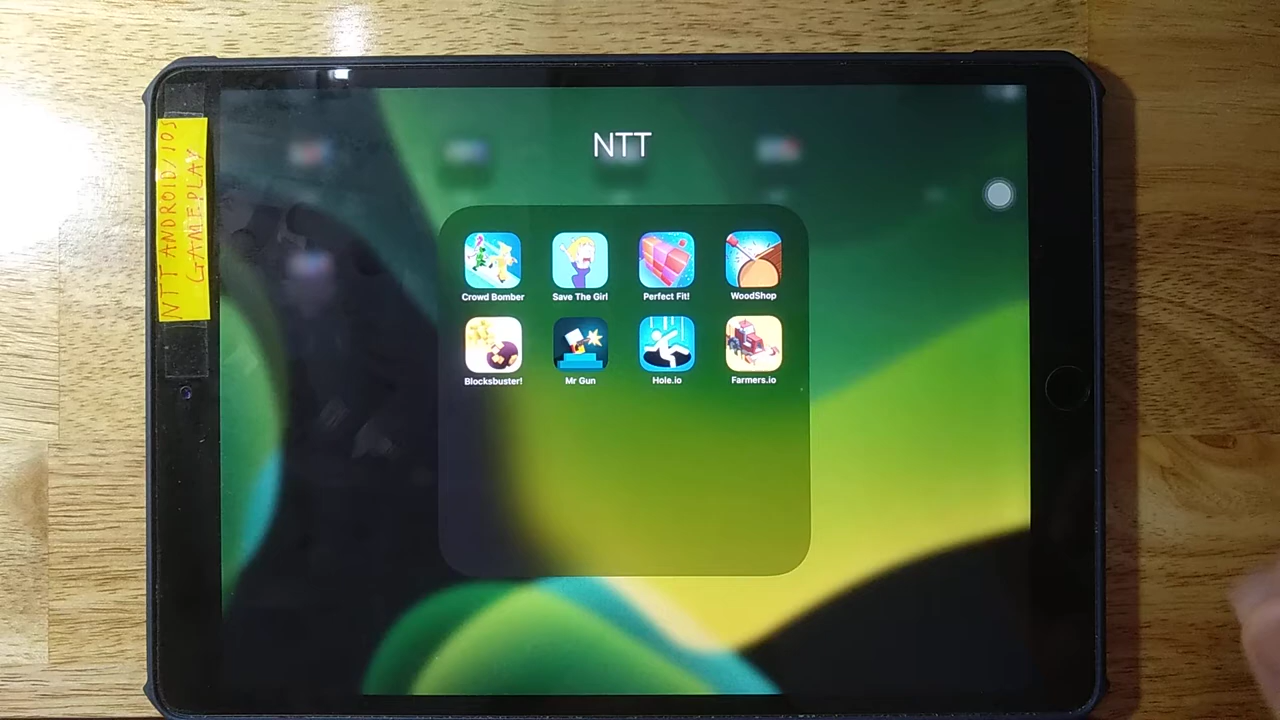 NTT ANDROID/IOS
GAMEPLAY
NTT
Crowd Bomber
Save The Girl
Perfect Fit!
WoodShop
Blocksbuster!
Mr Gun
Hole.io
Farmers.io